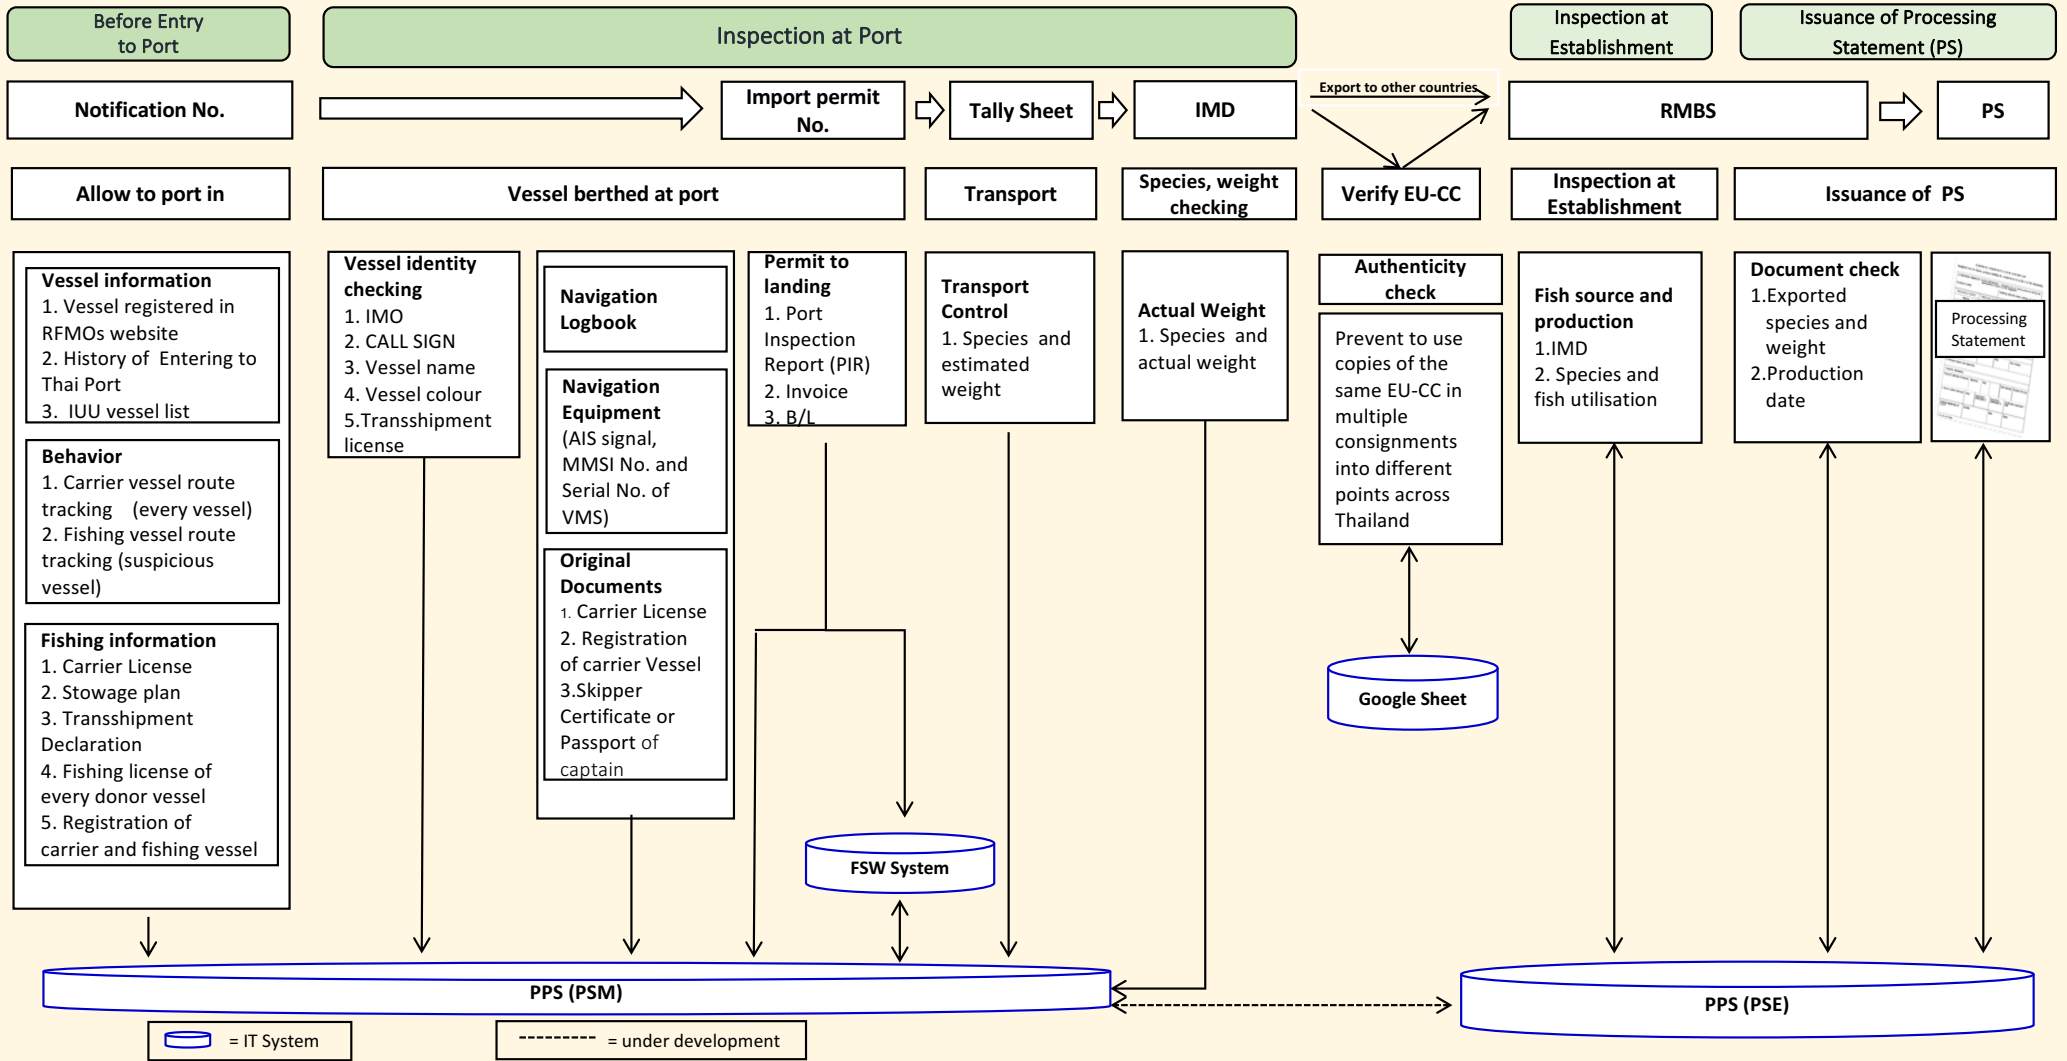 Before Entry
to Port
Inspection at Port
Inspection at
Establishment
Issuance of Processing
Statement (PS)
Notification No.
Import permit
No.
Tally Sheet
IMD
Export to other countries
RMBS
PS
Allow to port in
Vessel berthed at port
Transport
Species, weight
checking
Verify EU-CC
Inspection at
Establishment
Issuance of PS
Vessel information
1. Vessel registered in
RFMOs website
2. History of Entering to
Thai Port
3. IUU vessel list
Behavior
1. Carrier vessel route
tracking (every vessel)
2. Fishing vessel route
tracking (suspicious
vessel)
Fishing information
1. Carrier License
2. Stowage plan
3. Transshipment
Declaration
4. Fishing license of
every donor vessel
5. Registration of
carrier and fishing vessel
Vessel identity
checking
1. IMO
2. CALL SIGN
3. Vessel name
4. Vessel colour
5.Transshipment
license
Navigation
Logbook
Navigation
Equipment
(AIS signal,
MMSI No. and
Serial No. of
VMS)
Original
Documents
1. Carrier License
2. Registration
of carrier Vessel
3.Skipper
Certificate or
Passport of
captain
Permit to
landing
1. Port
Inspection
Report (PIR)
2. Invoice
3. B/L
Transport
Control
1. Species and
estimated
weight
Actual Weight
1. Species and
actual weight
Authenticity
check
Prevent to use
copies of the
same EU-CC in
multiple
consignments
into different
points across
Thailand
Fish source and
production
1.IMD
2. Species and
fish utilisation
Document check
1.Exported
species and
weight
2.Production
date
Processing
Statement
Google Sheet
FSW System
PPS (PSM)
PPS (PSE)
= IT System
= under development